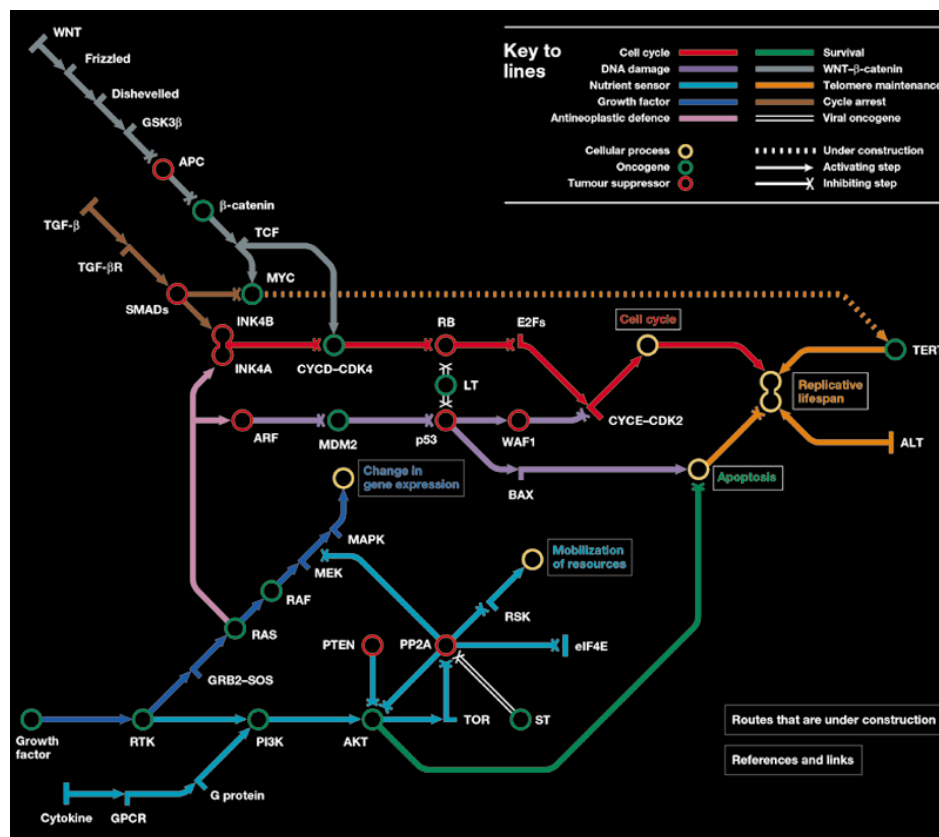 WNT
Frizzled
Dishevelled
GSK3β
APC
β-catenin
TCF
TGF-β
TGF-βR
SMADs
MYC
INK4B
INK4A
CYCD–CDK4
RB
E2Fs
LT
Cell cycle
TERT
Replicative
lifespan
ARF
MDM2
p53
WAF1
CYCE–CDK2
ALT
BAX
Apoptosis
Change in
gene expression
MAPK
MEK
RAF
RAS
GRB2–SOS
Mobilization
of resources
RSK
PTEN
PP2A
eIF4E
Growth
factor
RTK
PI3K
AKT
TOR
ST
Cytokine
GPCR
G protein
Key to
lines
Cell cycle
DNA damage
Nutrient sensor
Growth factor
Antineoplastic defence
Survival
WNT–β-catenin
Telomere maintenance
Cycle arrest
Viral oncogene
Cellular process
Oncogene
Tumour suppressor
Under construction
Activating step
Inhibiting step
Routes that are under construction
References and links